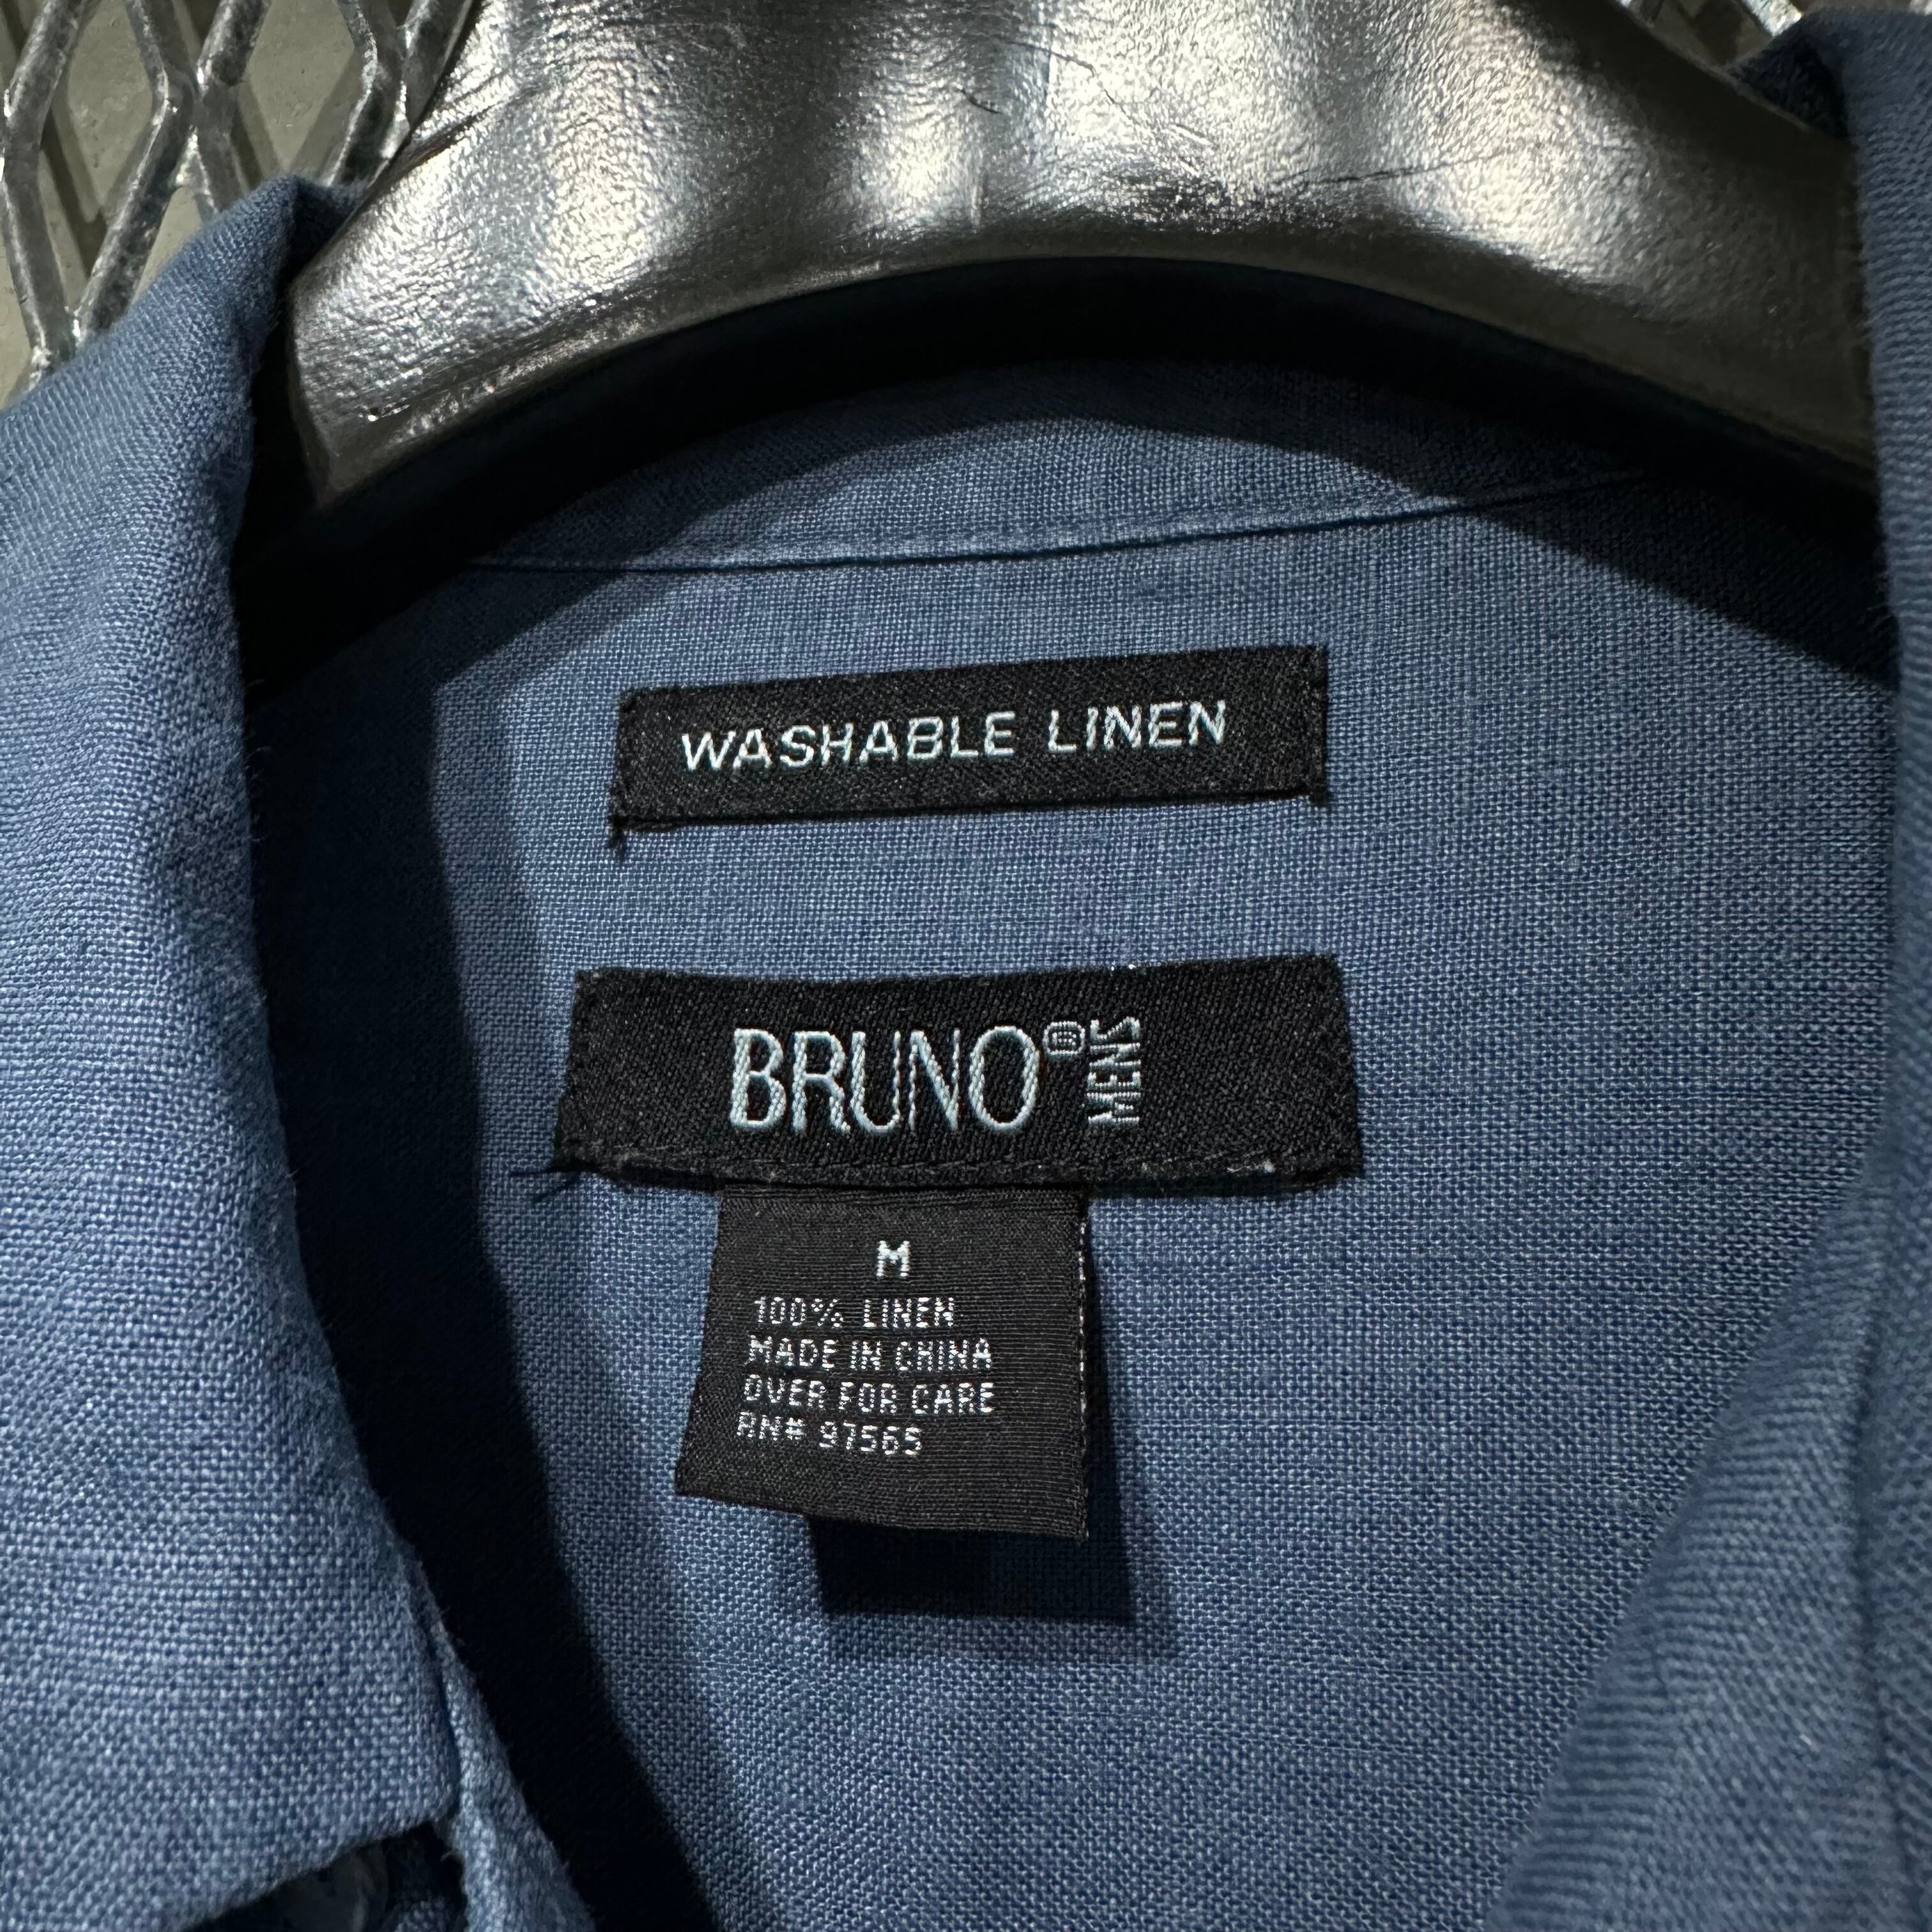 WASHABLE LINEN
BRUNO® MENS
M
100% LINEN
MADE IN CHINA
OVER FOR CARE
RN# 97565